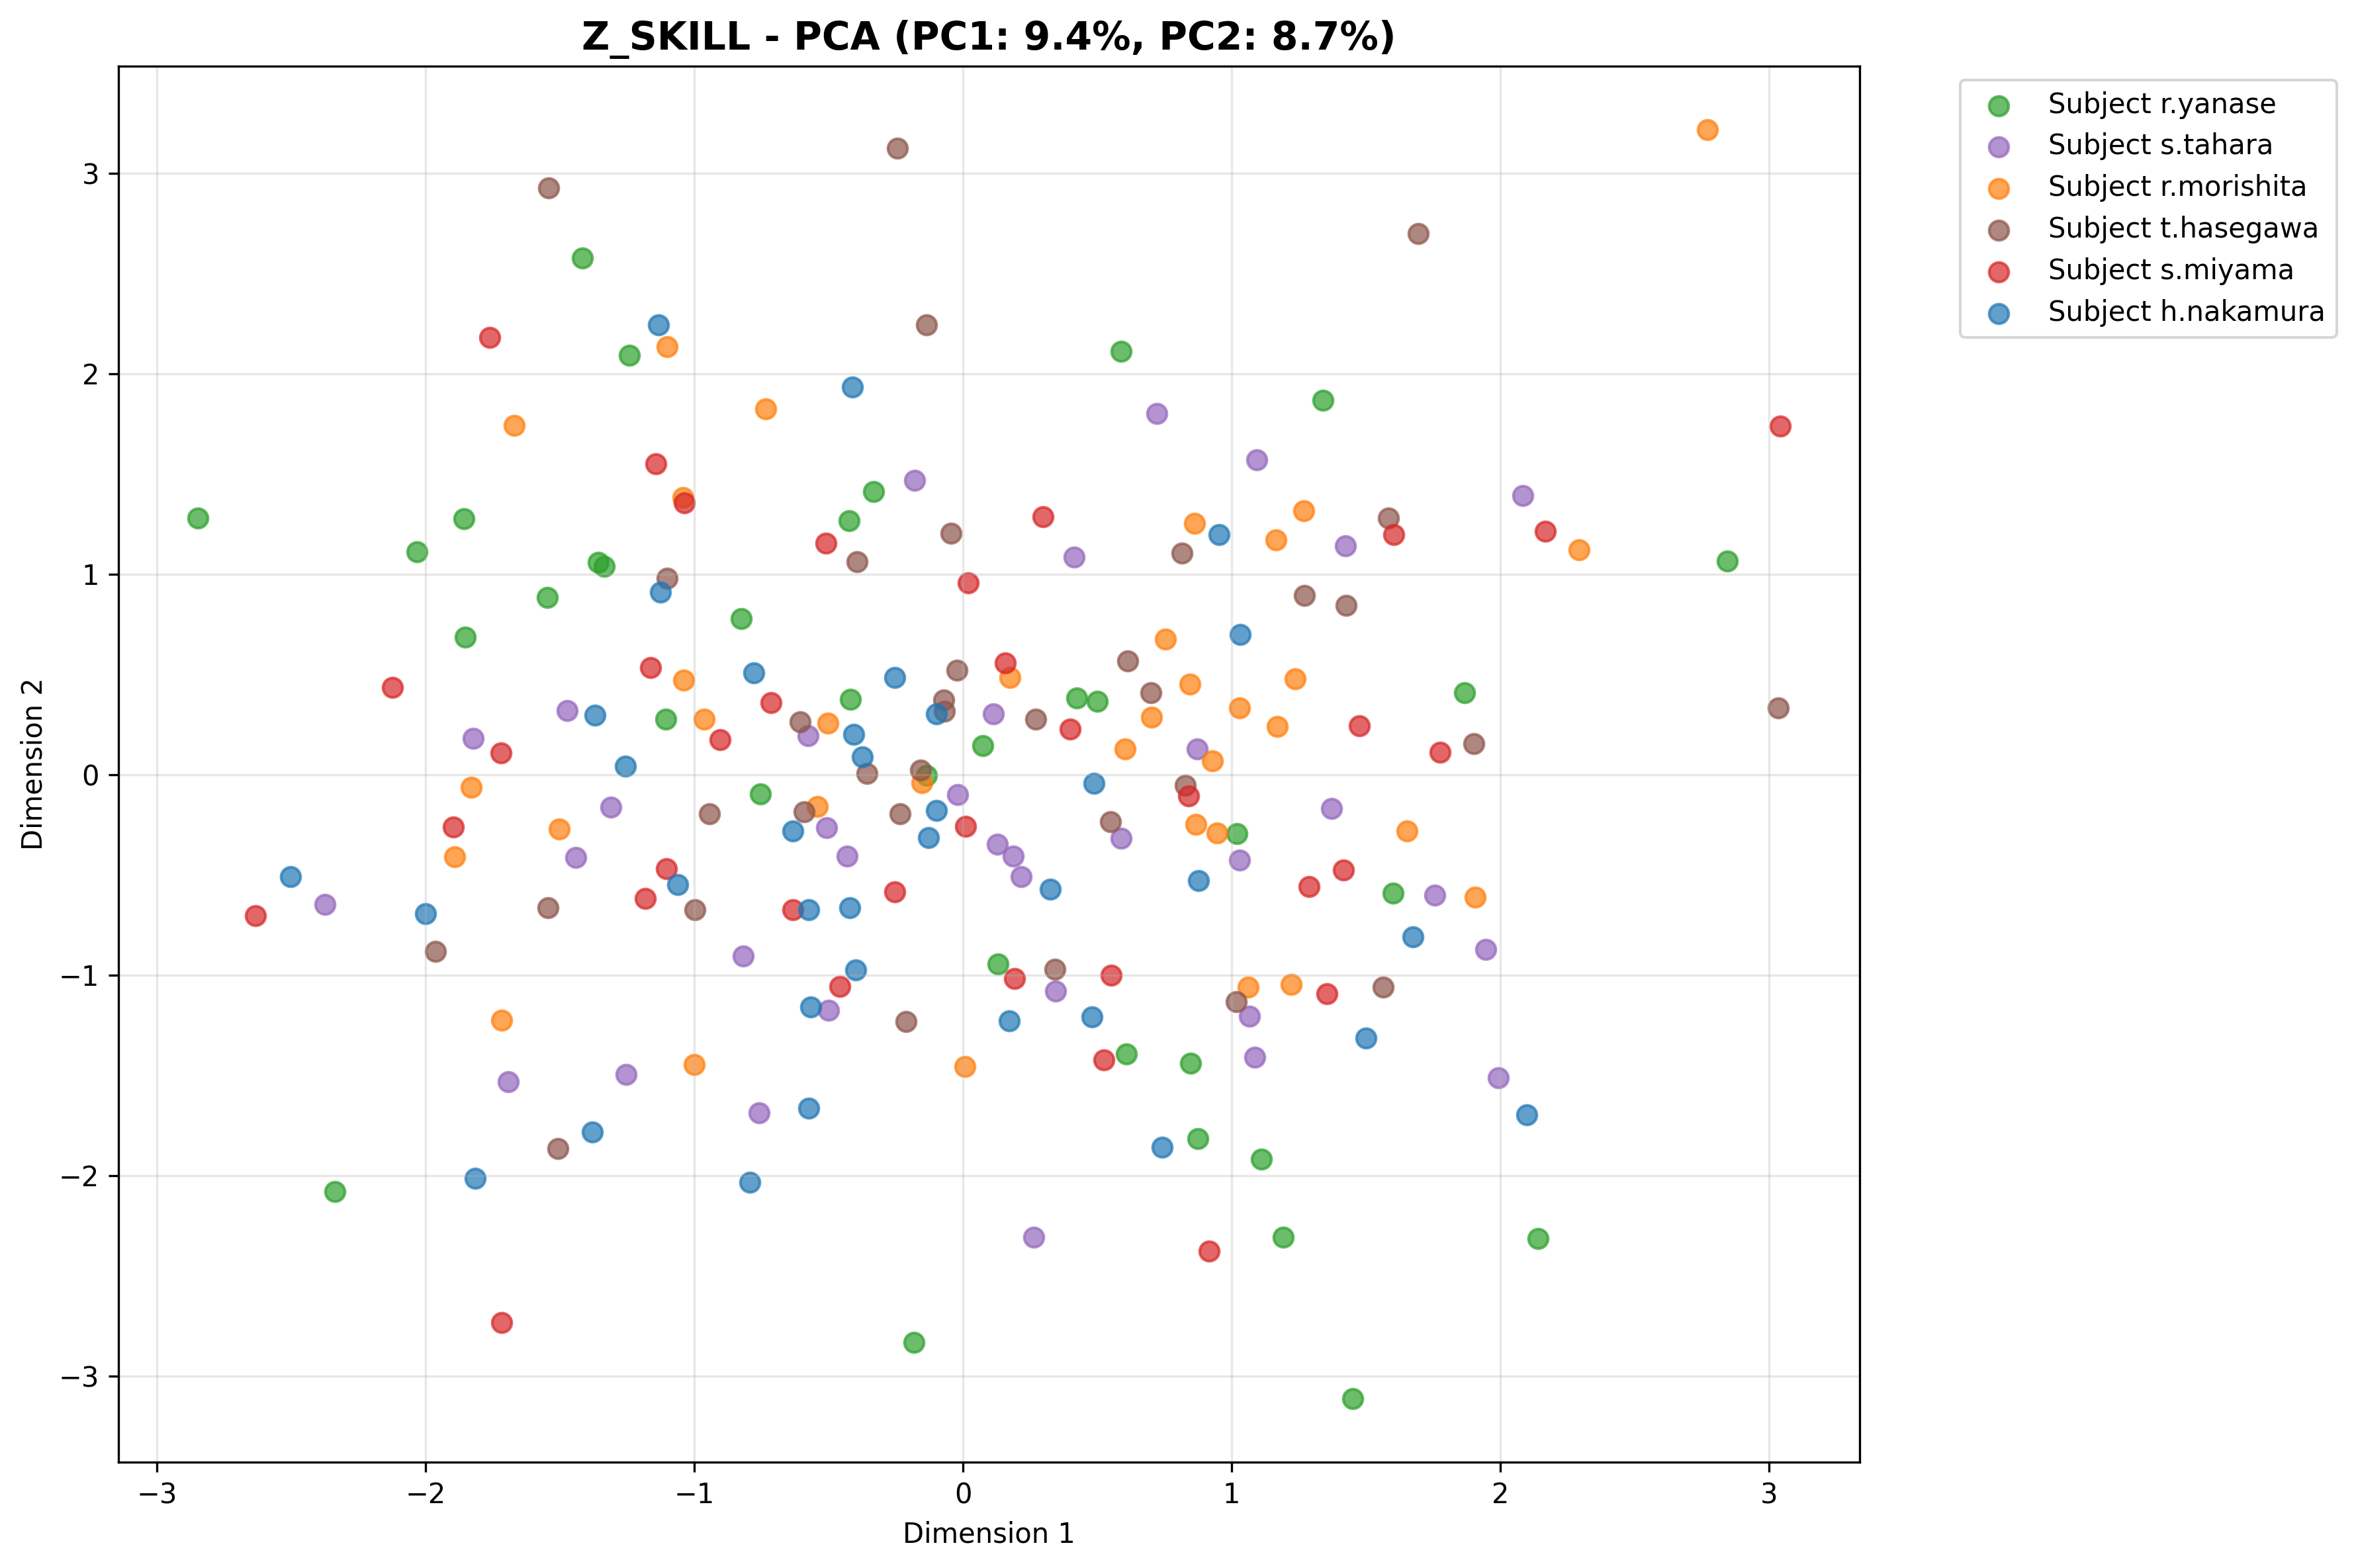 Z_SKILL - PCA (PC1: 9.4%, PC2: 8.7%)
Subject r.yanase
Subject s.tahara
Subject r.morishita
Subject t.hasegawa
Subject s.miyama
Subject h.nakamura
3
2
1
0
−1
−2
−3
Dimension 2
−3 −2 −1 0 1 2 3
Dimension 1